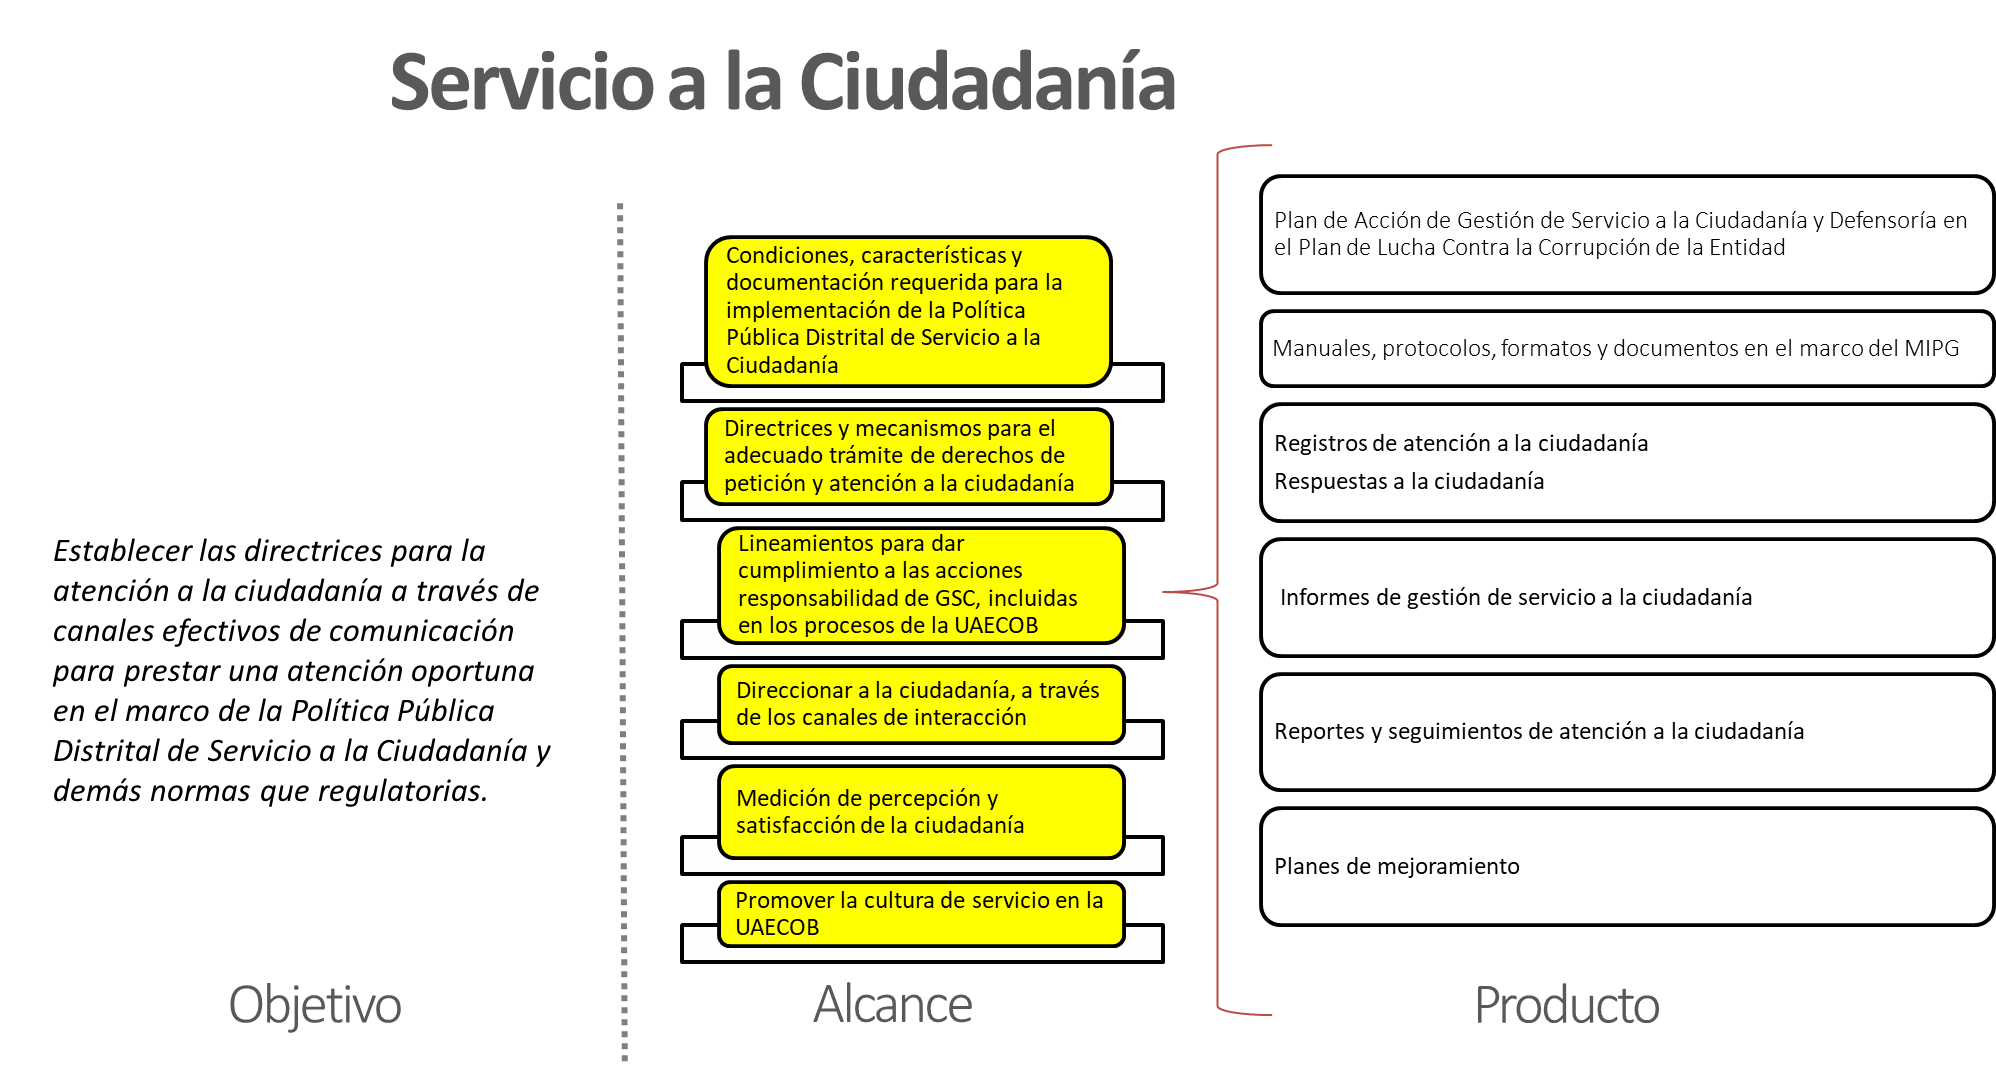 Servicio a la Ciudadanía
Establecer las directrices para la
atención a la ciudadanía a través de
canales efectivos de comunicación
para prestar una atención oportuna
en el marco de la Política Pública
Distrital de Servicio a la Ciudadanía y
demás normas que regulatorias.
Objetivo
Condiciones, características y
documentación requerida para la
implementación de la Política
Pública Distrital de Servicio a la
Ciudadanía
Directrices y mecanismos para el
adecuado trámite de derechos de
petición y atención a la ciudadanía
Lineamientos para dar
cumplimiento a las acciones
responsabilidad de GSC, incluidas
en los procesos de la UAECOB
Direccionar a la ciudadanía, a través
de los canales de interacción
Medición de percepción y
satisfacción de la ciudadanía
Promover la cultura de servicio en la
UAECOB
Alcance
Plan de Acción de Gestión de Servicio a la Ciudadanía y Defensoría en
el Plan de Lucha Contra la Corrupción de la Entidad
Manuales, protocolos, formatos y documentos en el marco del MIPG
Registros de atención a la ciudadanía
Respuestas a la ciudadanía
Informes de gestión de servicio a la ciudadanía
Reportes y seguimientos de atención a la ciudadanía
Planes de mejoramiento
Producto